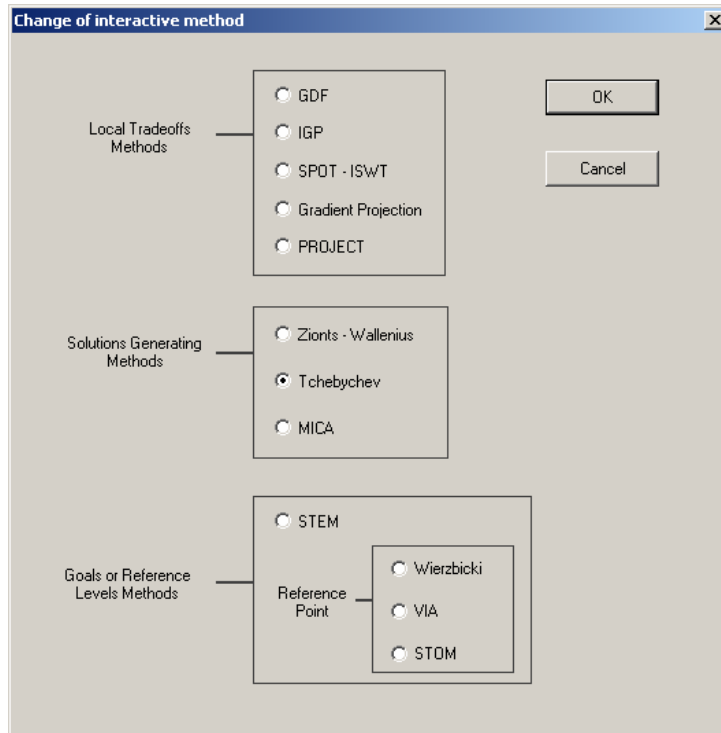 Change of interactive method
Local Tradeoffs
Methods
GDF
IGP
SPOT - ISWT
Gradient Projection
PROJECT
OK
Cancel
Solutions Generating
Methods
Zionts - Wallenius
Tchebychev
MICA
Goals or Reference
Levels Methods
STEM
Reference
Point
Wierzbicki
VIA
STOM